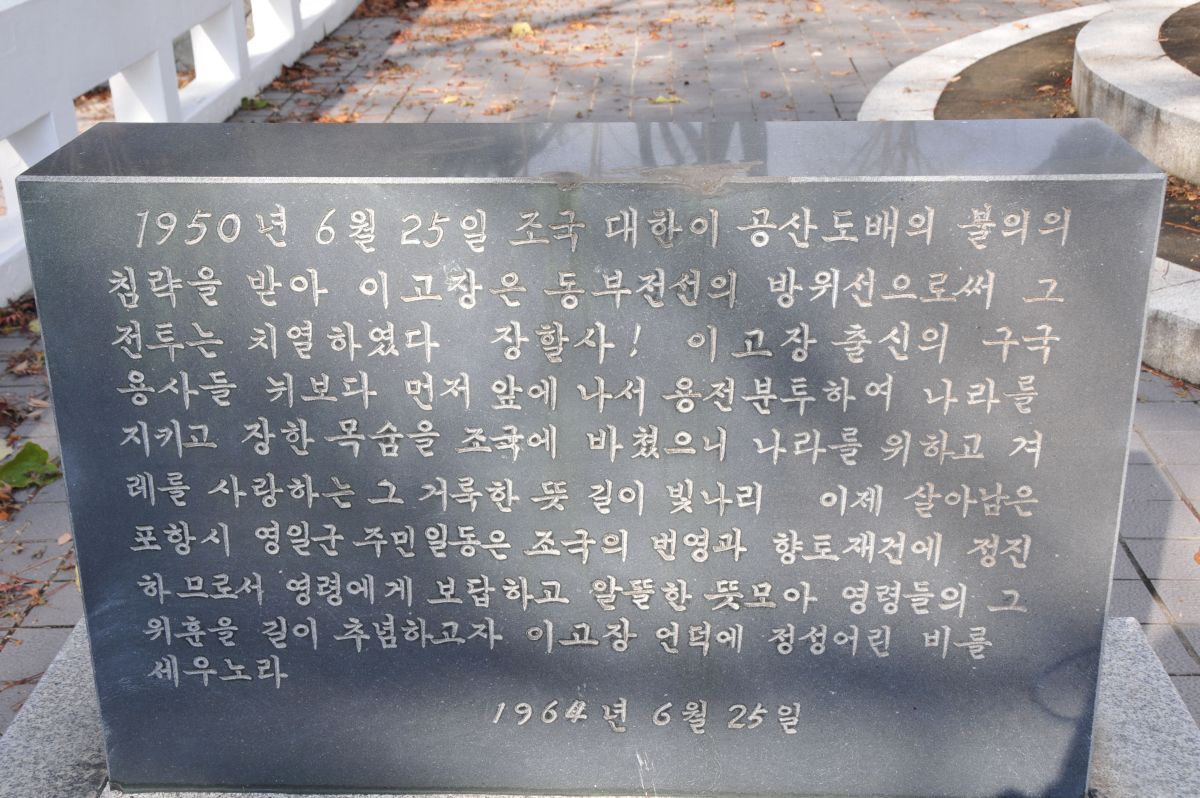 1950년 6월 25일 조국 대한이 공산도배의 불의의
침략을 받아 이고장은 동부전선의 방위선으로써 그
전투는 치열하였다 장할사! 이고장 출신의 구국
용사들 뉘보다 먼저 앞에 나서 용전분투하여 나라를
지키고 장한 목숨을 조국에 바쳤으니 나라를 위하고 겨
레를 사랑하는 그 거룩한 뜻 길이 빛나리 이제 살아남은
포항시 영일군 주민일동은 조국의 번영과 향토재건에 정진
하므로서 영령에게 보답하고 알뜰한 뜻모아 영령들의 그
위훈을 길이 추념하고자 이고장 언덕에 정성어린 비를
세우노라
1964년 6월 25일